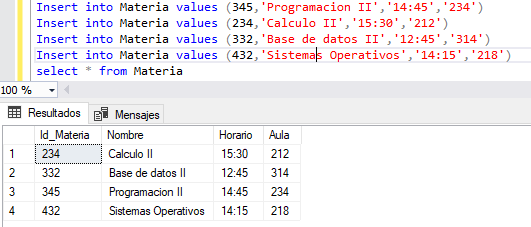 Insert into Materia values (345,'Programacion II','14:45','234')
Insert into Materia values (234,'Calculo II','15:30','212')
Insert into Materia values (332,'Base de datos II','12:45','314')
Insert into Materia values (432,'Sistemas Operativos','14:15','218')
select * from Materia
100 %
Resultados Mensajes
Id_Materia Nombre Horario Aula
1 234 Calculo II 15:30 212
2 332 Base de datos II 12:45 314
3 345 Programacion II 14:45 234
4 432 Sistemas Operativos 14:15 218